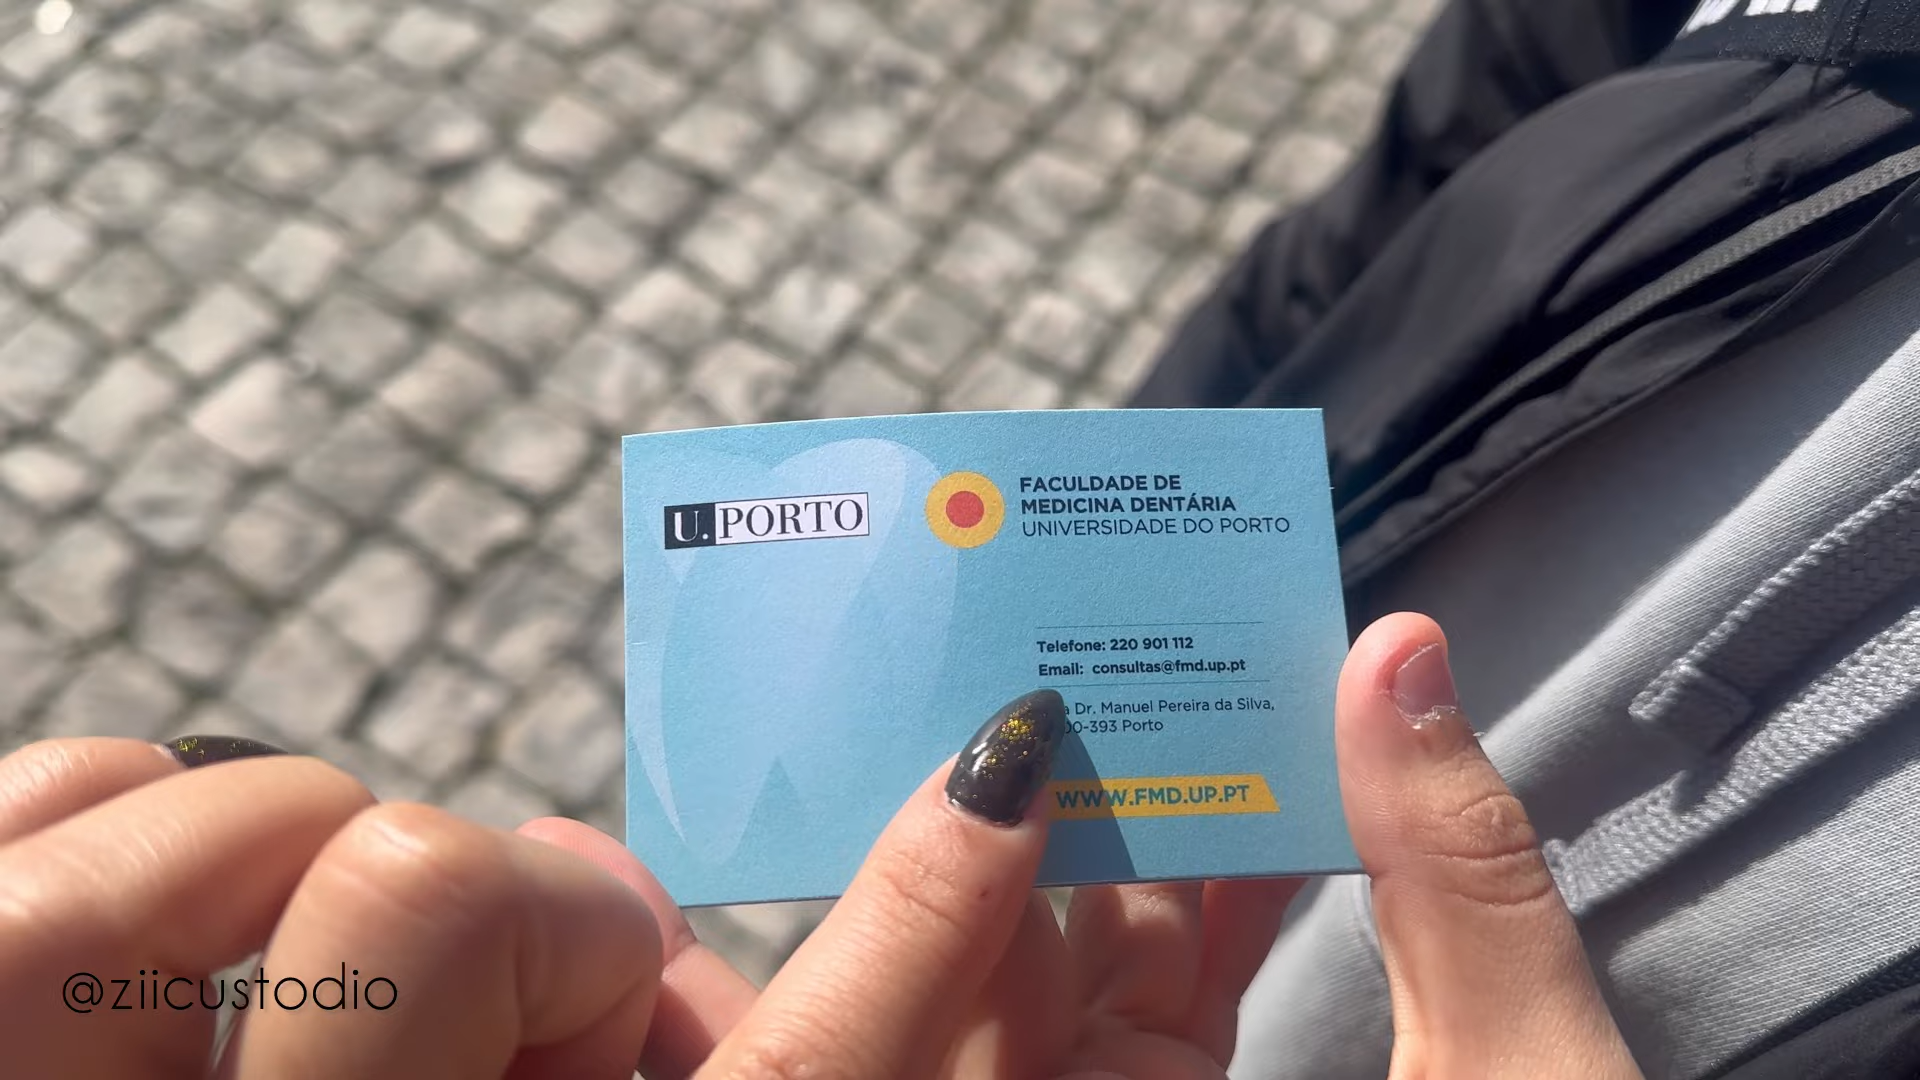 U.PORTO
FACULDADE DE
MEDICINA DENTÁRIA
UNIVERSIDADE DO PORTO
Telefone: 220 901 112
Email: consultas@fmd.up.pt
Dr. Manuel Pereira da Silva,
-393 Porto
WWW.FMD.UP.PT
@ziicustodio